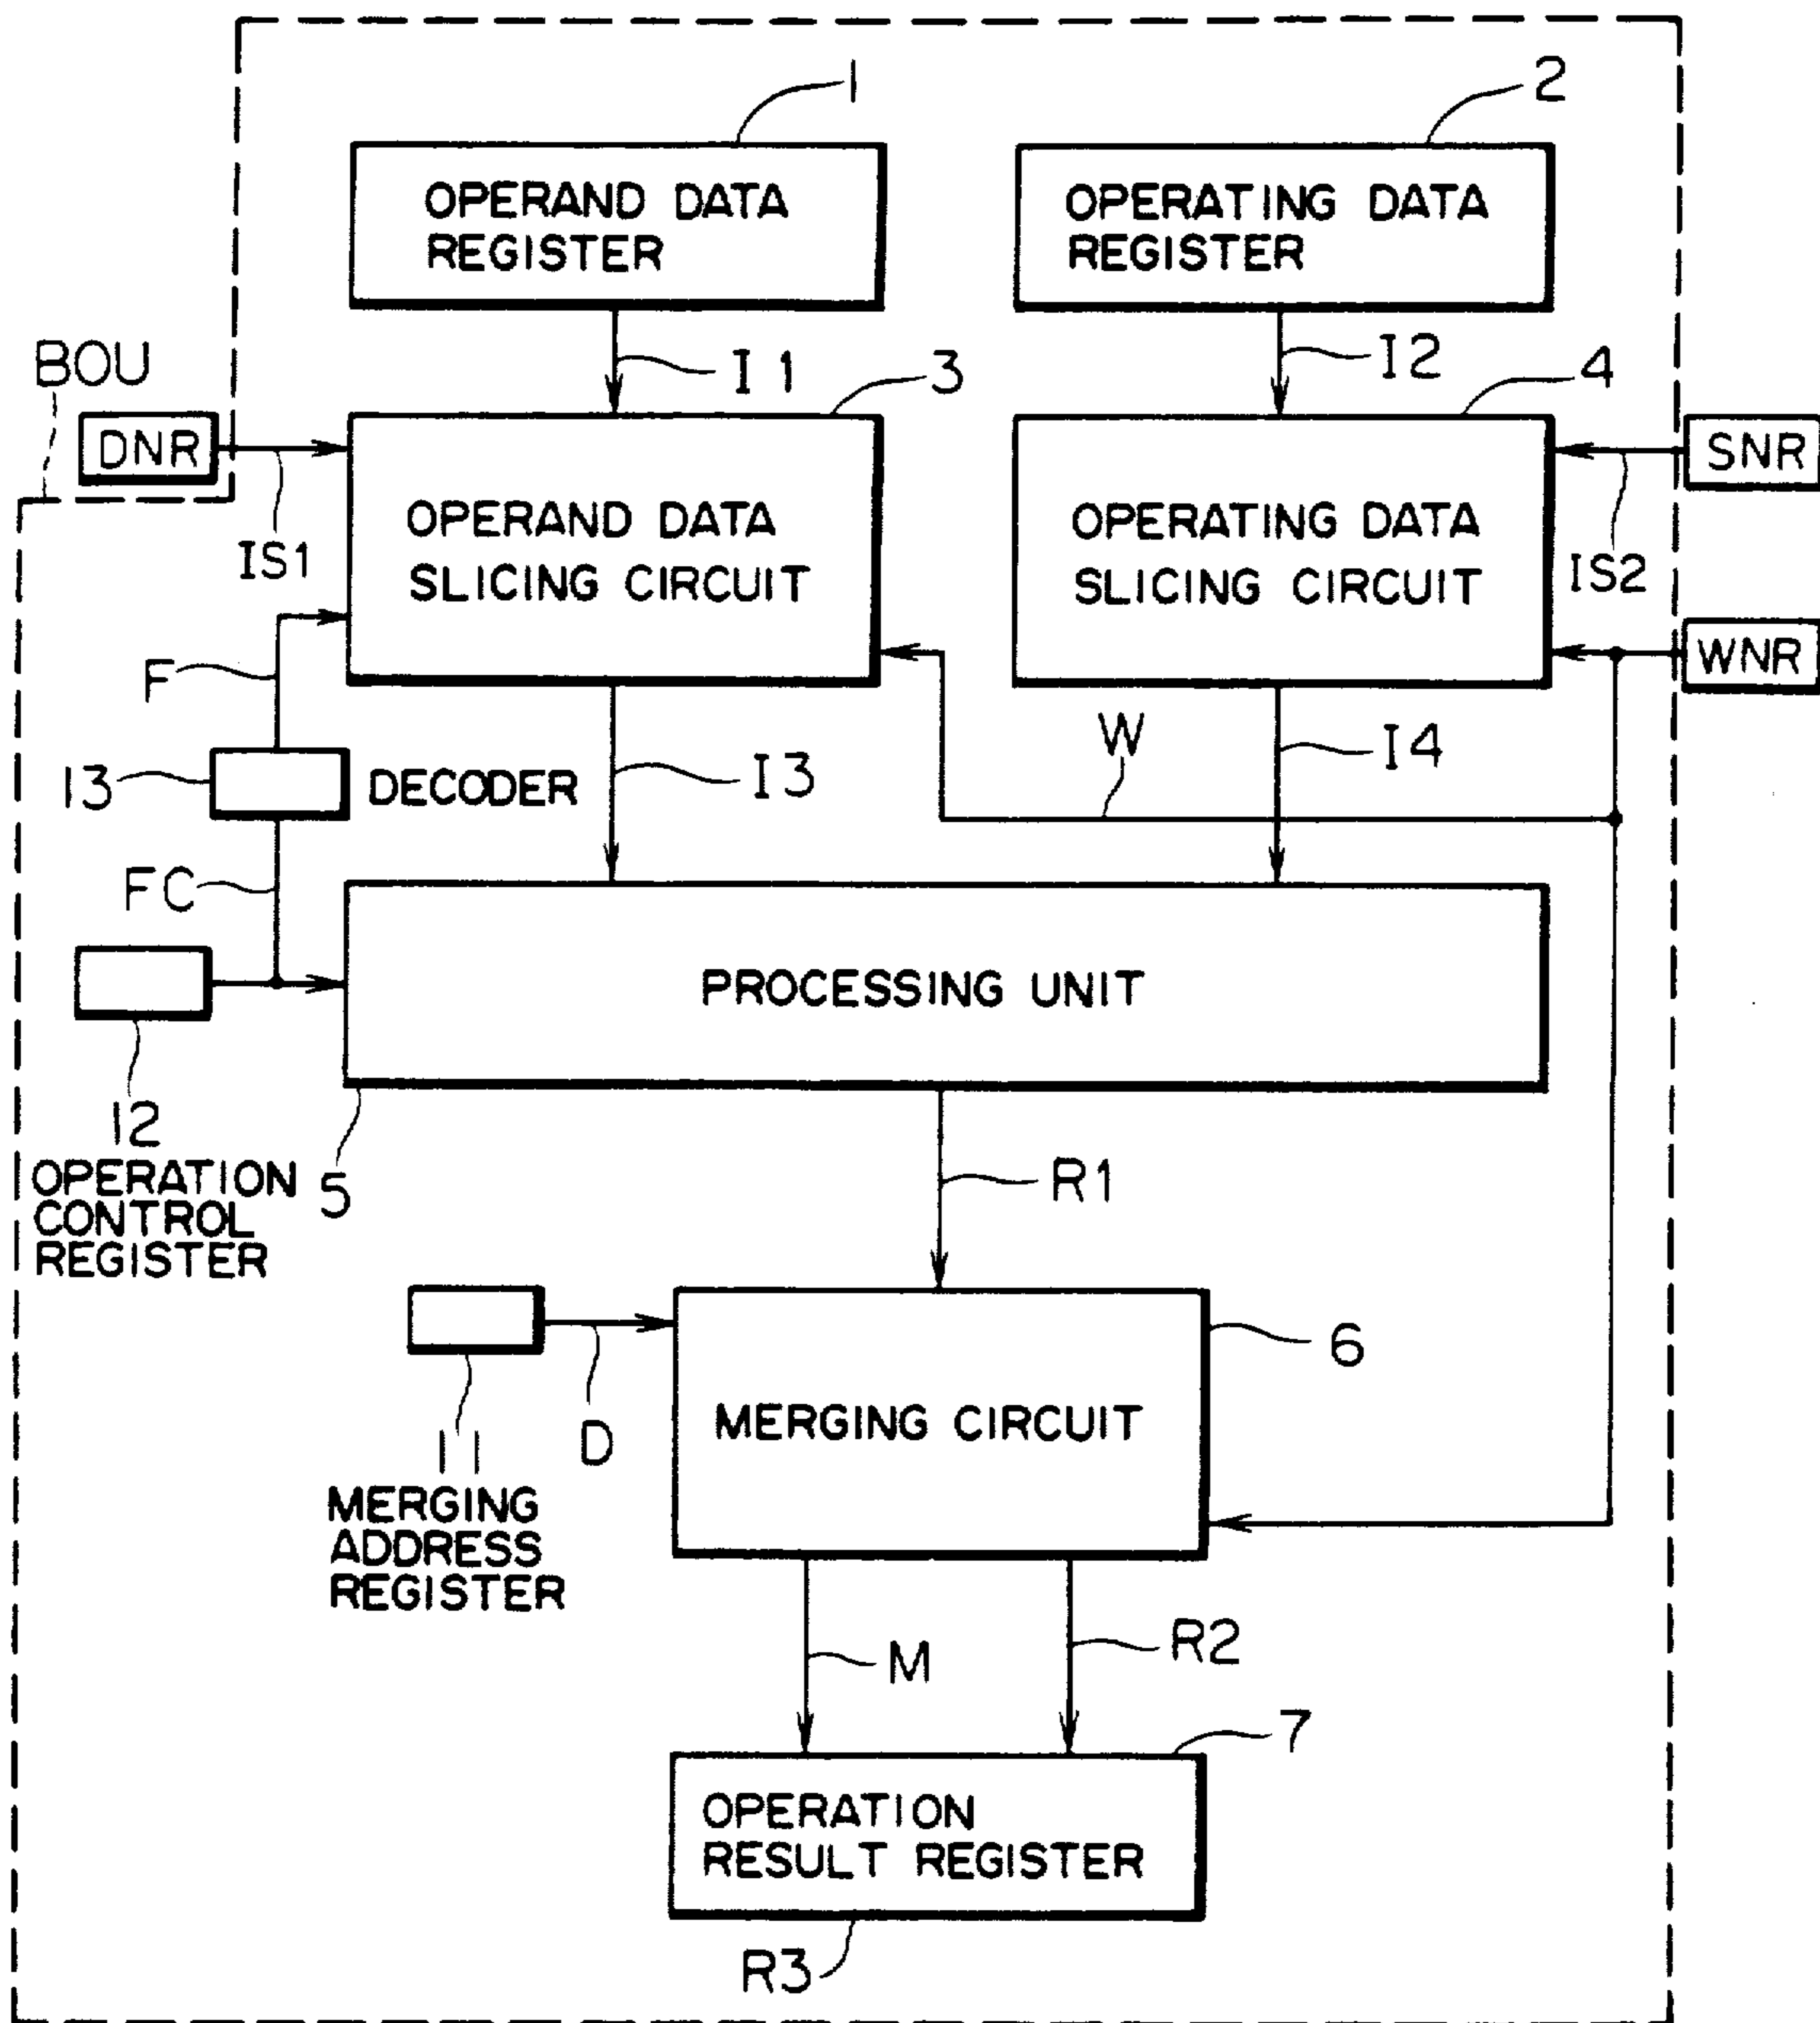 1
2
OPERAND DATA
REGISTER
OPERATING DATA
REGISTER
BOU
I1
3
I2
4
DNR
SNR
OPERAND DATA
SLICING CIRCUIT
OPERATING DATA
SLICING CIRCUIT
IS1
IS2
WNR
F
W
I4
13
DECODER
I3
FC
PROCESSING UNIT
12
OPERATION
CONTROL
REGISTER
5
R1
6
MERGING CIRCUIT
11
D
MERGING
ADDRESS
REGISTER
M
R2
7
OPERATION
RESULT REGISTER
R3